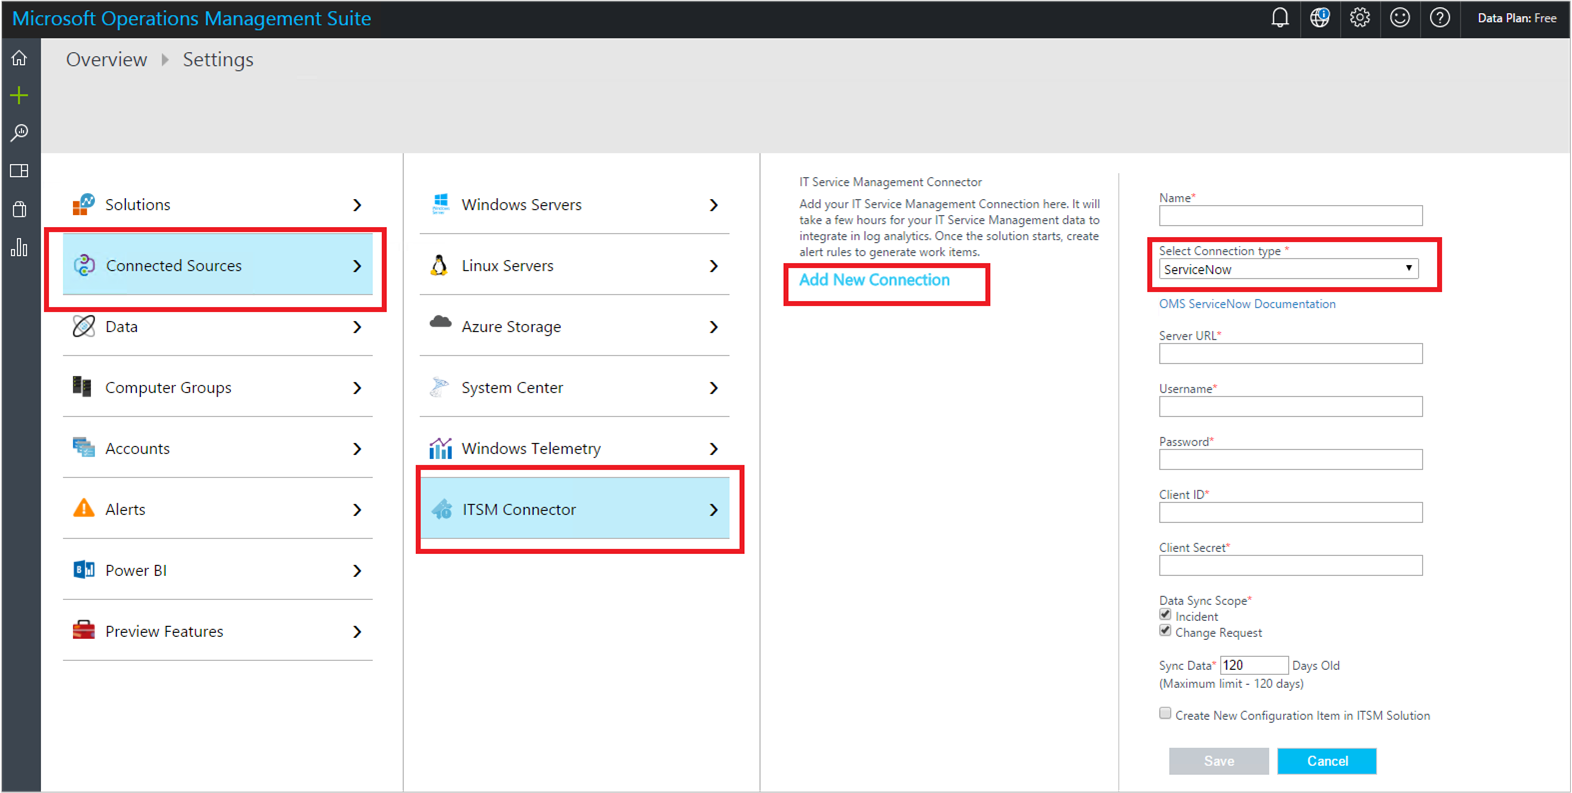 Microsoft Operations Management Suite
Data Plan: Free
Overview
Settings
Solutions
Connected Sources
Data
Computer Groups
Accounts
Alerts
Power BI
Preview Features
Windows Servers
Linux Servers
Azure Storage
System Center
Windows Telemetry
ITSM Connector
IT Service Management Connector
Add your IT Service Management Connection here. It will
take a few hours for your IT Service Management data to
integrate in log analytics. Once the solution starts, create
alert rules to generate work items.
Add New Connection
Name*
Select Connection type *
ServiceNow
OMS ServiceNow Documentation
Server URL*
Username*
Password*
Client ID*
Client Secret*
Data Sync Scope*
Incident
Change Request
Sync Data* 120 Days Old
(Maximum limit - 120 days)
Create New Configuration Item in ITSM Solution
Save
Cancel